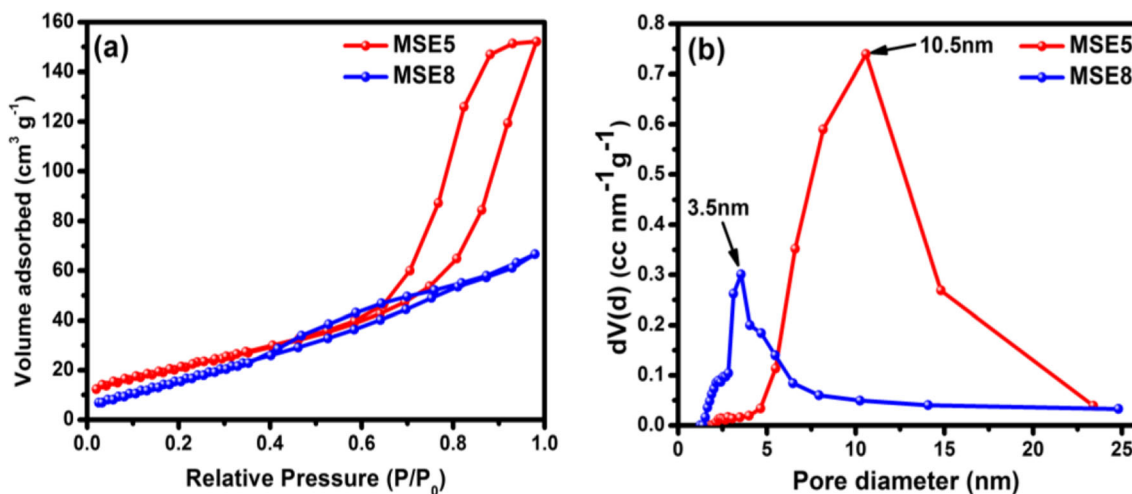 (a)
MSE5
MSE8
Volume adsorbed (cm³ g⁻¹)
160
140
120
100
80
60
40
20
0
0.0 0.2 0.4 0.6 0.8 1.0
Relative Pressure (P/P₀)
(b)
MSE5
MSE8
10.5nm
3.5nm
dV(d) (cc nm⁻¹g⁻¹)
0.8
0.7
0.6
0.5
0.4
0.3
0.2
0.1
0.0
0 5 10 15 20 25
Pore diameter (nm)